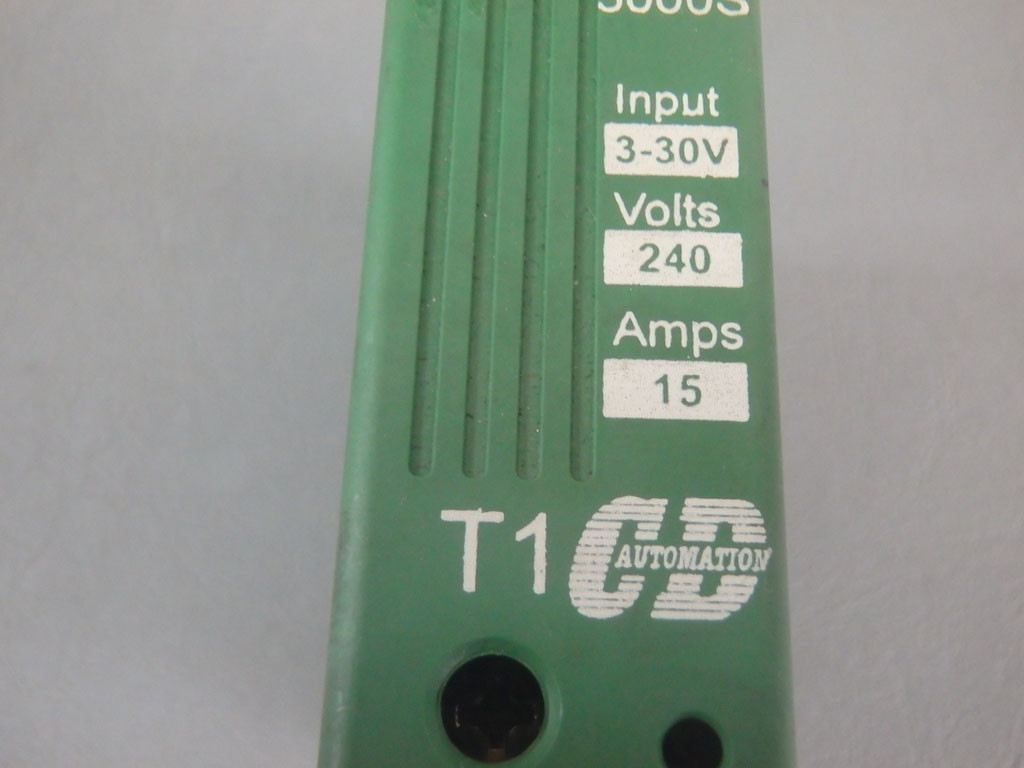 Input
3-30V
Volts
240
Amps
15
T1
CD
AUTOMATION